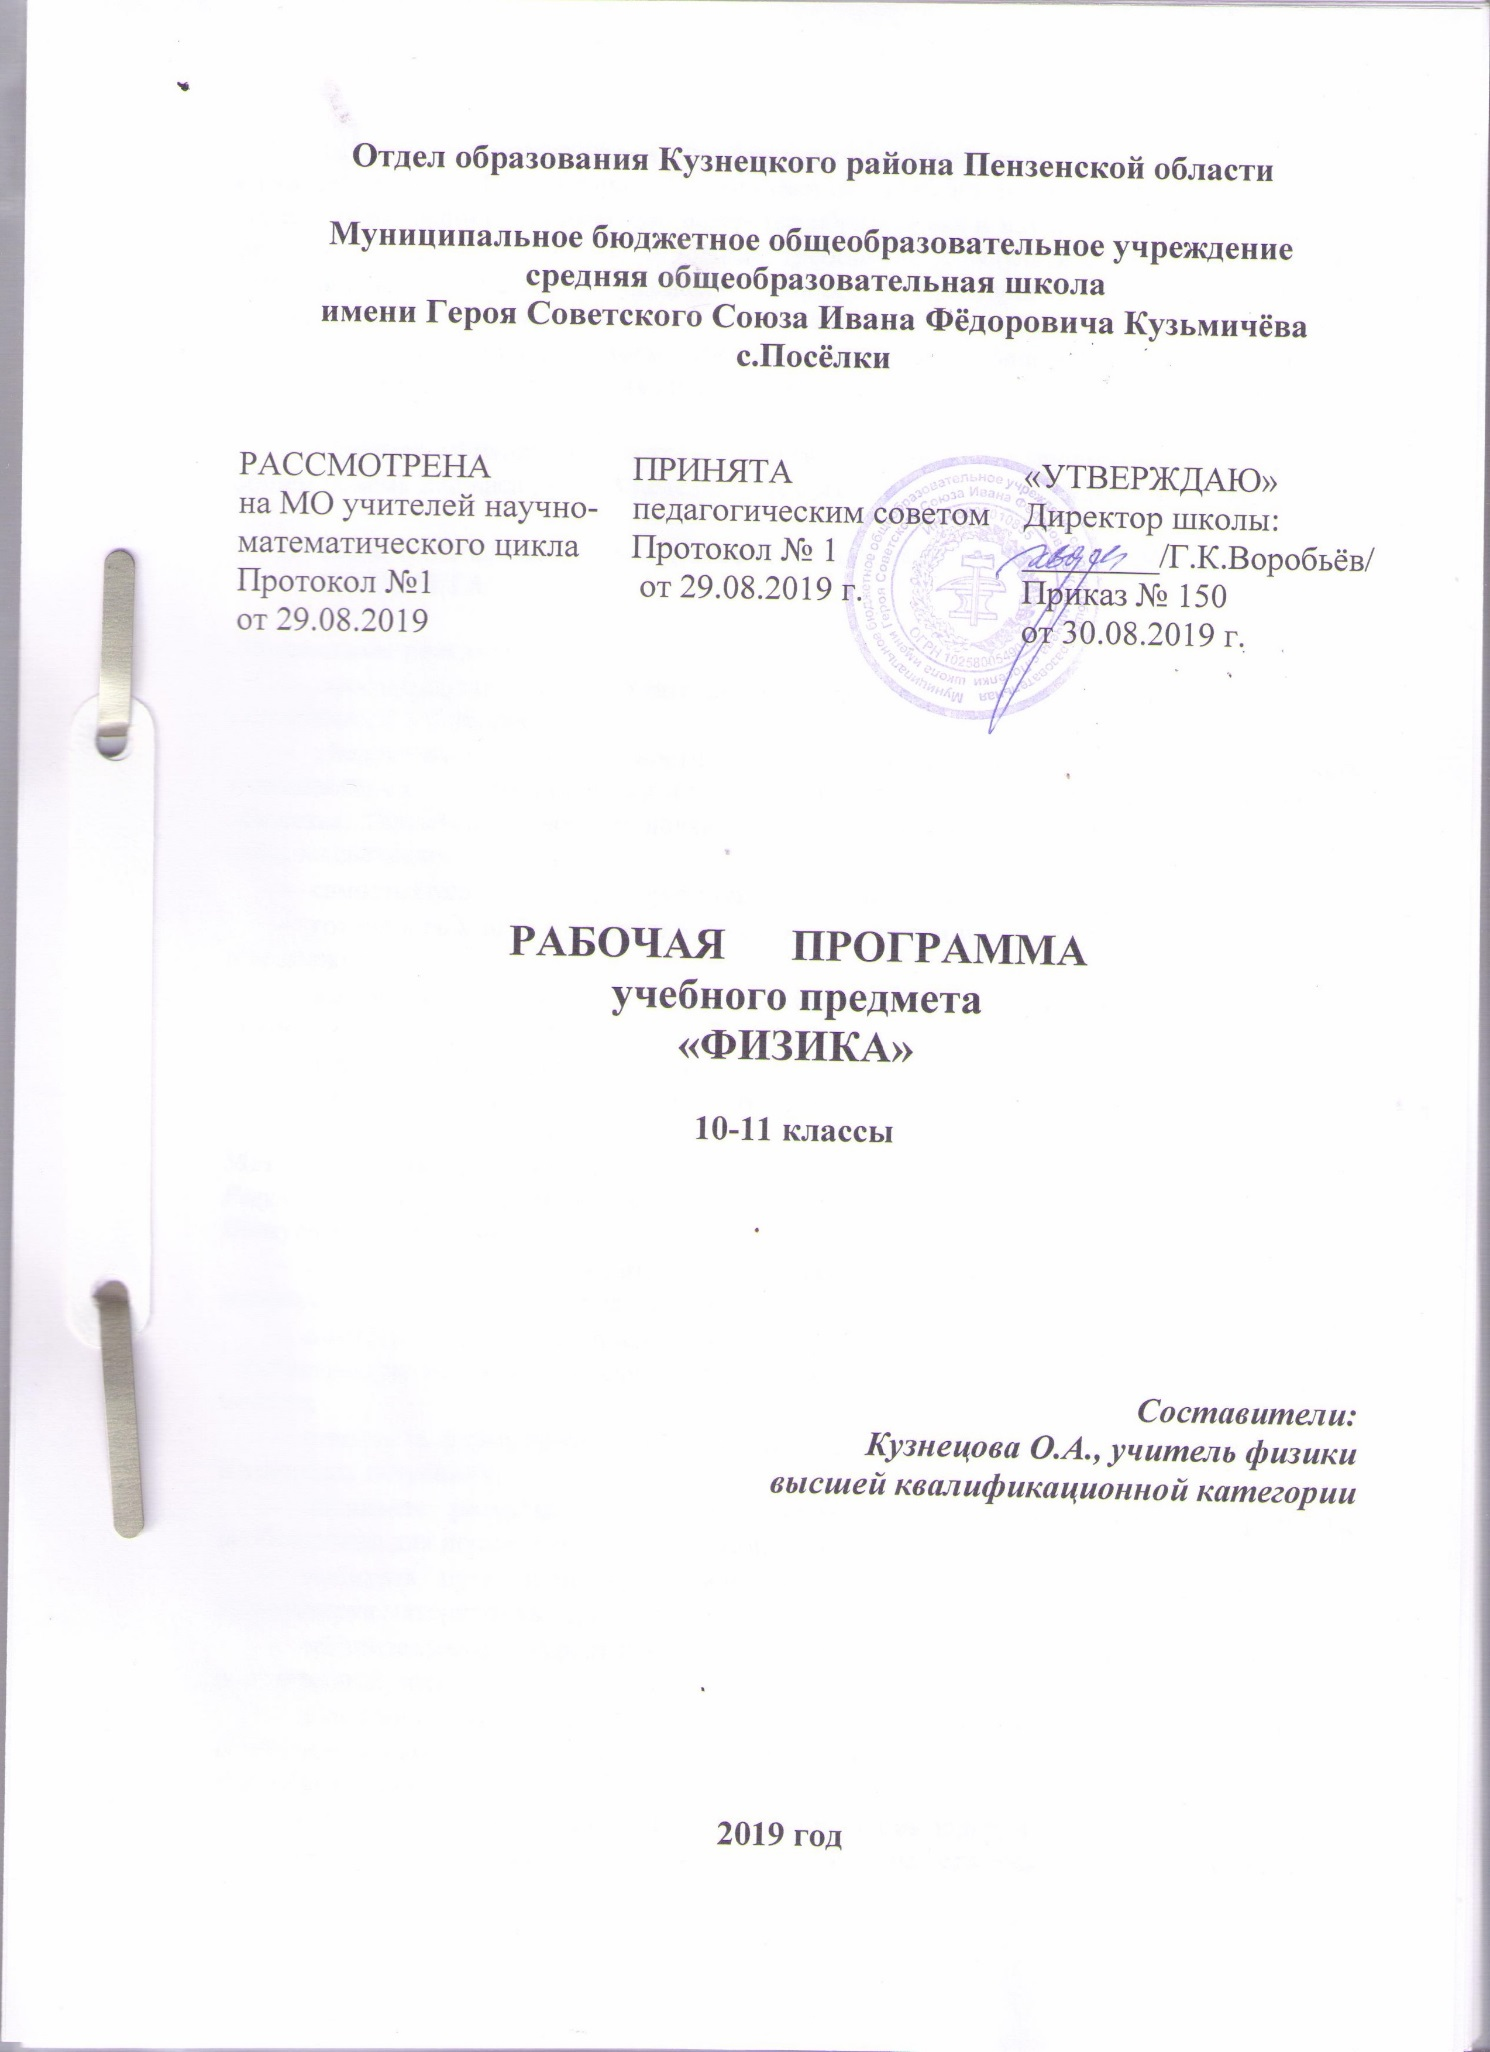 Отдел образования Кузнецкого района Пензенской области
Муниципальное бюджетное общеобразовательное учреждение
средняя общеобразовательная школа
имени Героя Советского Союза Ивана Фёдоровича Кузьмичёва
с.Посёлки
РАССМОТРЕНА
на МО учителей научно-
математического цикла
Протокол №1
от 29.08.2019
ПРИНЯТА
педагогическим советом
Протокол № 1
от 29.08.2019 г.
«УТВЕРЖДАЮ»
Директор школы:
/Г.К.Воробьёв/
Приказ № 150
от 30.08.2019 г.
РАБОЧАЯ ПРОГРАММА
учебного предмета
«ФИЗИКА»
10-11 классы
Составители:
Кузнецова О.А., учитель физики
высшей квалификационной категории
2019 год